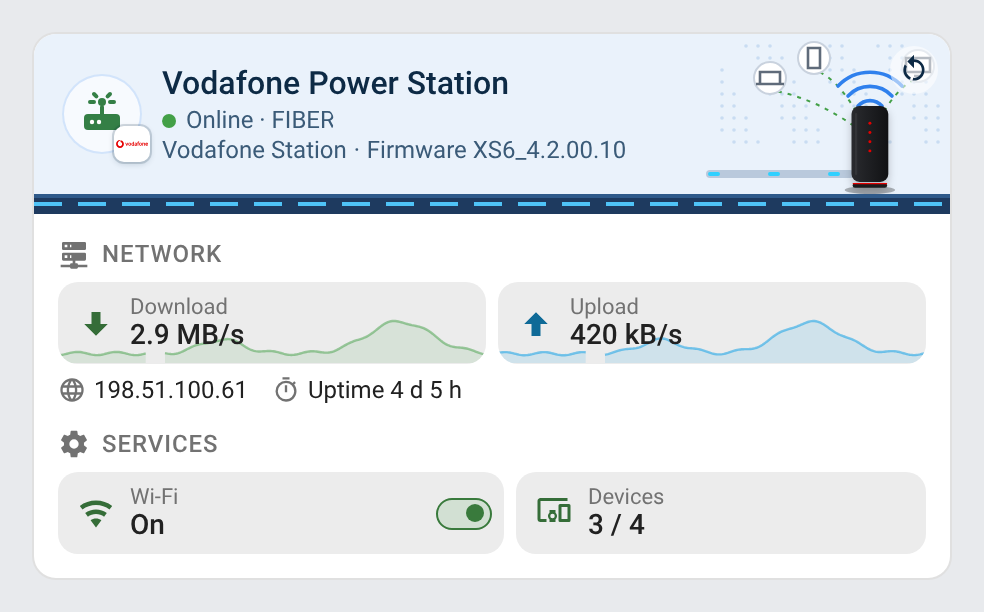 Vodafone Power Station
Online · FIBER
vodafone
Vodafone Station · Firmware XS6_4.2.00.10
NETWORK
Download
2.9 MB/s
Upload
420 kB/s
198.51.100.61
Uptime 4 d 5 h
SERVICES
Wi-Fi
On
Devices
3 / 4